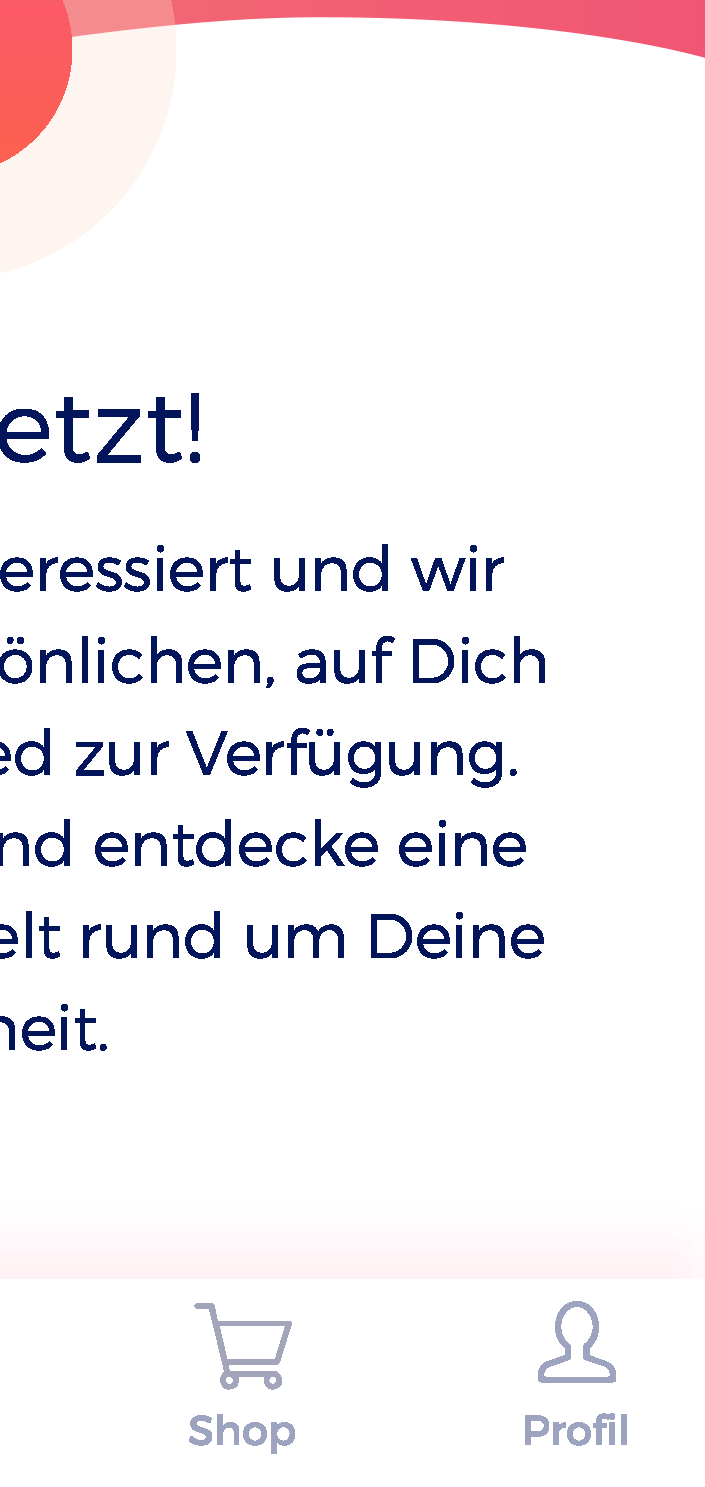 etzt!
eressiert und wir
önlichen, auf Dich
ed zur Verfügung.
nd entdecke eine
elt rund um Deine
heit.
Shop
Profil